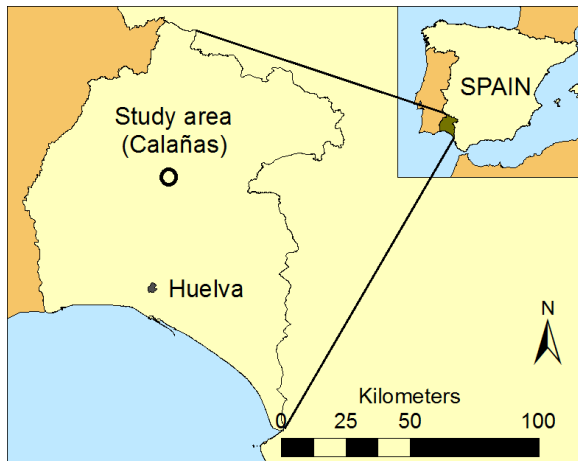 SPAIN
Study area
(Calañas)
Huelva
N
Kilometers
0 25 50 100